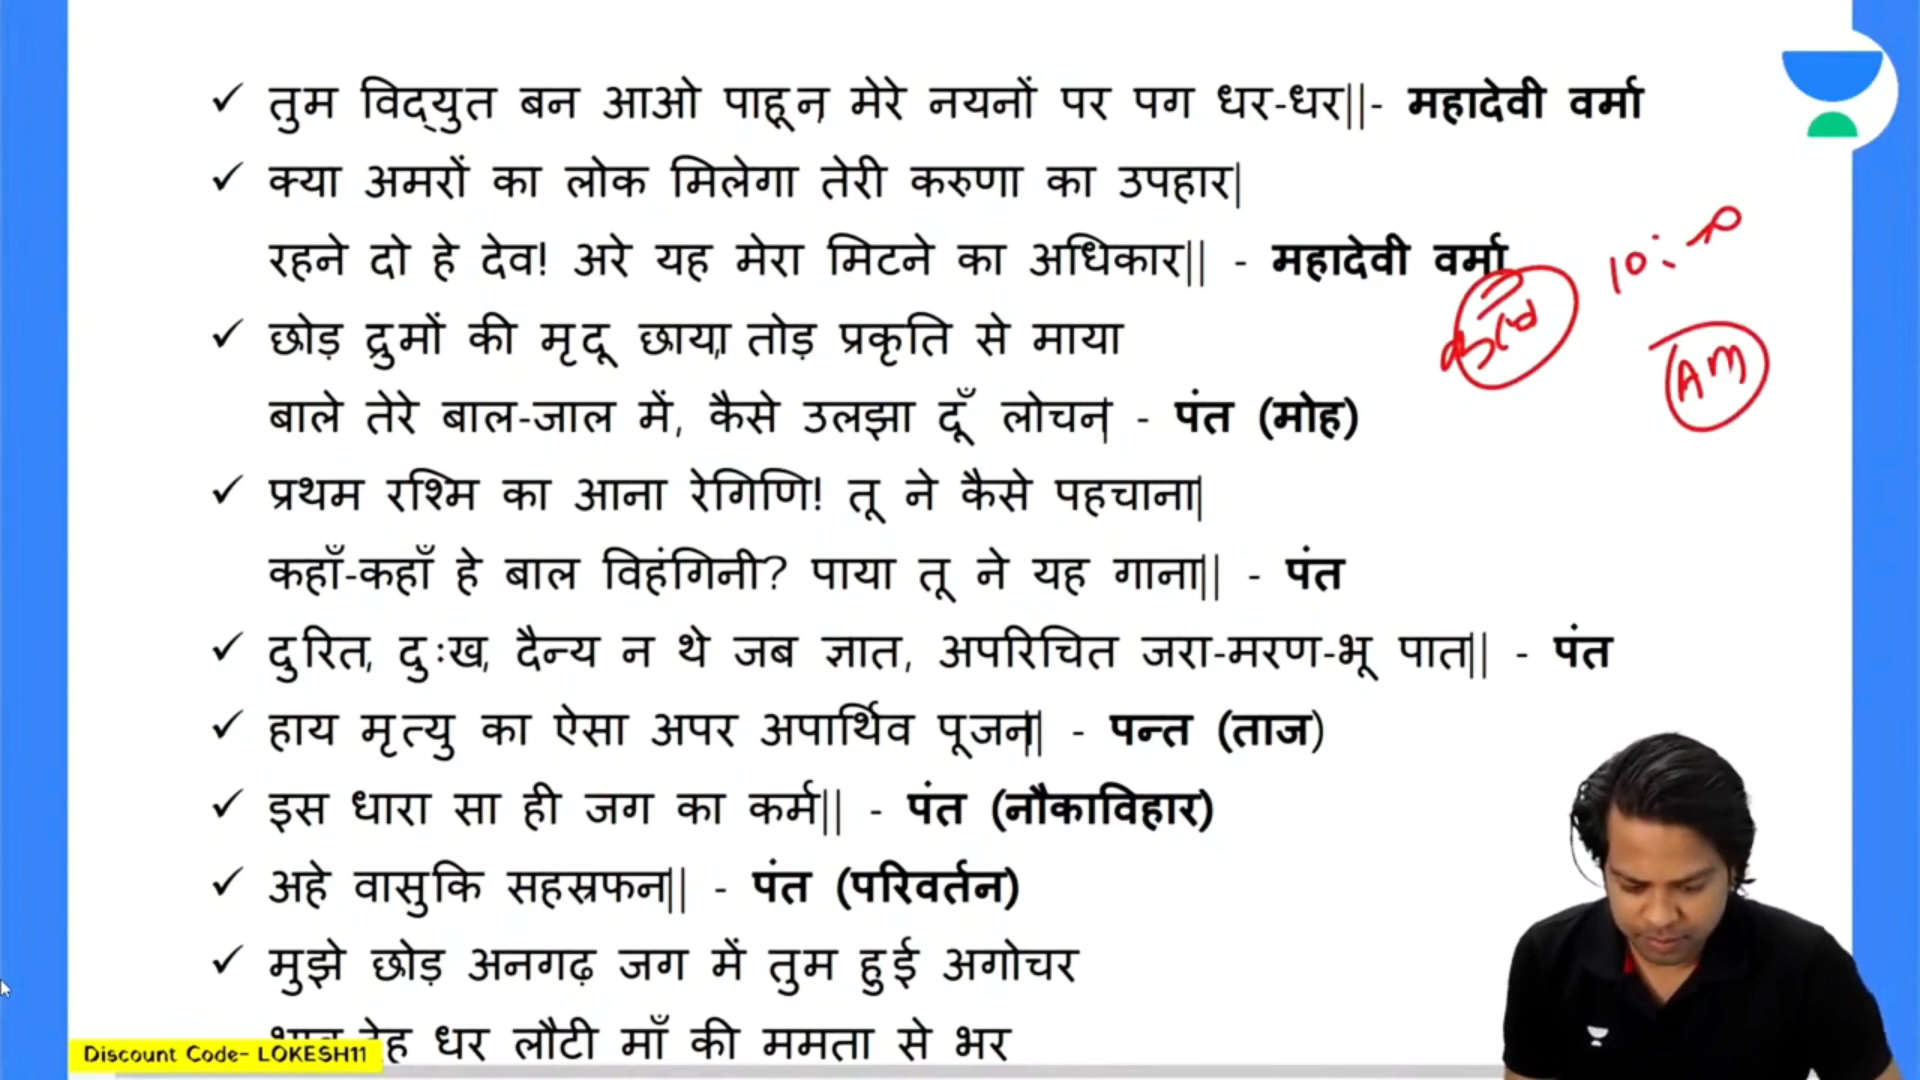 ✓ तुम विद्युत बन आओ पाहून, मेरे नयनों पर पग धर-धर||- महादेवी वर्मा
✓ क्या अमरों का लोक मिलेगा तेरी करुणा का उपहार|
रहने दो हे देव! अरे यह मेरा मिटने का अधिकार|| - महादेवी वर्मा
10:
AM
✓ छोड़ द्रुमों की मृदू छाया, तोड़ प्रकृति से माया
बाले तेरे बाल-जाल में, कैसे उलझा दूँ लोचन| - पंत (मोह)
✓ प्रथम रश्मि का आना रेगिणि! तू ने कैसे पहचाना|
कहाँ-कहाँ हे बाल विहंगिनी? पाया तू ने यह गाना|| - पंत
✓ दुरित, दुःख, दैन्य न थे जब ज्ञात, अपरिचित जरा-मरण-भू पात|| - पंत
✓ हाय मृत्यु का ऐसा अपर अपार्थिव पूजन|| - पन्त (ताज)
✓ इस धारा सा ही जग का कर्म|| - पंत (नौकाविहार)
✓ अहे वासुकि सहस्रफन|| - पंत (परिवर्तन)
✓ मुझे छोड़ अनगढ़ जग में तुम हुई अगोचर
धर लौटी माँ की ममता से भर
Discount Code- LOKESH11